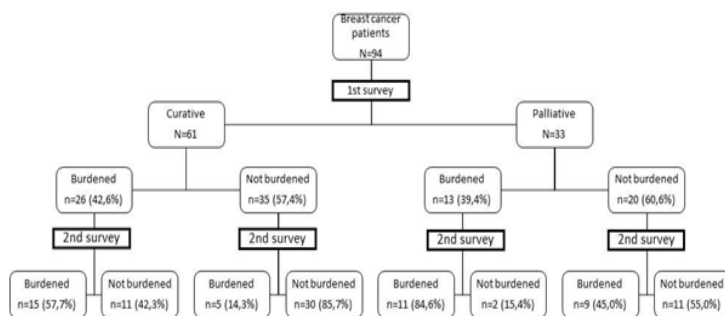 Breast cancer
patients
N=94
1st survey
Curative
N=61
Palliative
N=33
Burdened
n=26 (42,6%)
Not burdened
n=35 (57,4%)
Burdened
n=13 (39,4%)
Not burdened
n=20 (60,6%)
2nd survey
2nd survey
2nd survey
2nd survey
Burdened
n=15 (57,7%)
Not burdened
n=11 (42,3%)
Burdened
n=5 (14,3%)
Not burdened
n=30 (85,7%)
Burdened
n=11 (84,6%)
Not burdened
n=2 (15,4%)
Burdened
n=9 (45,0%)
Not burdened
n=11 (55,0%)